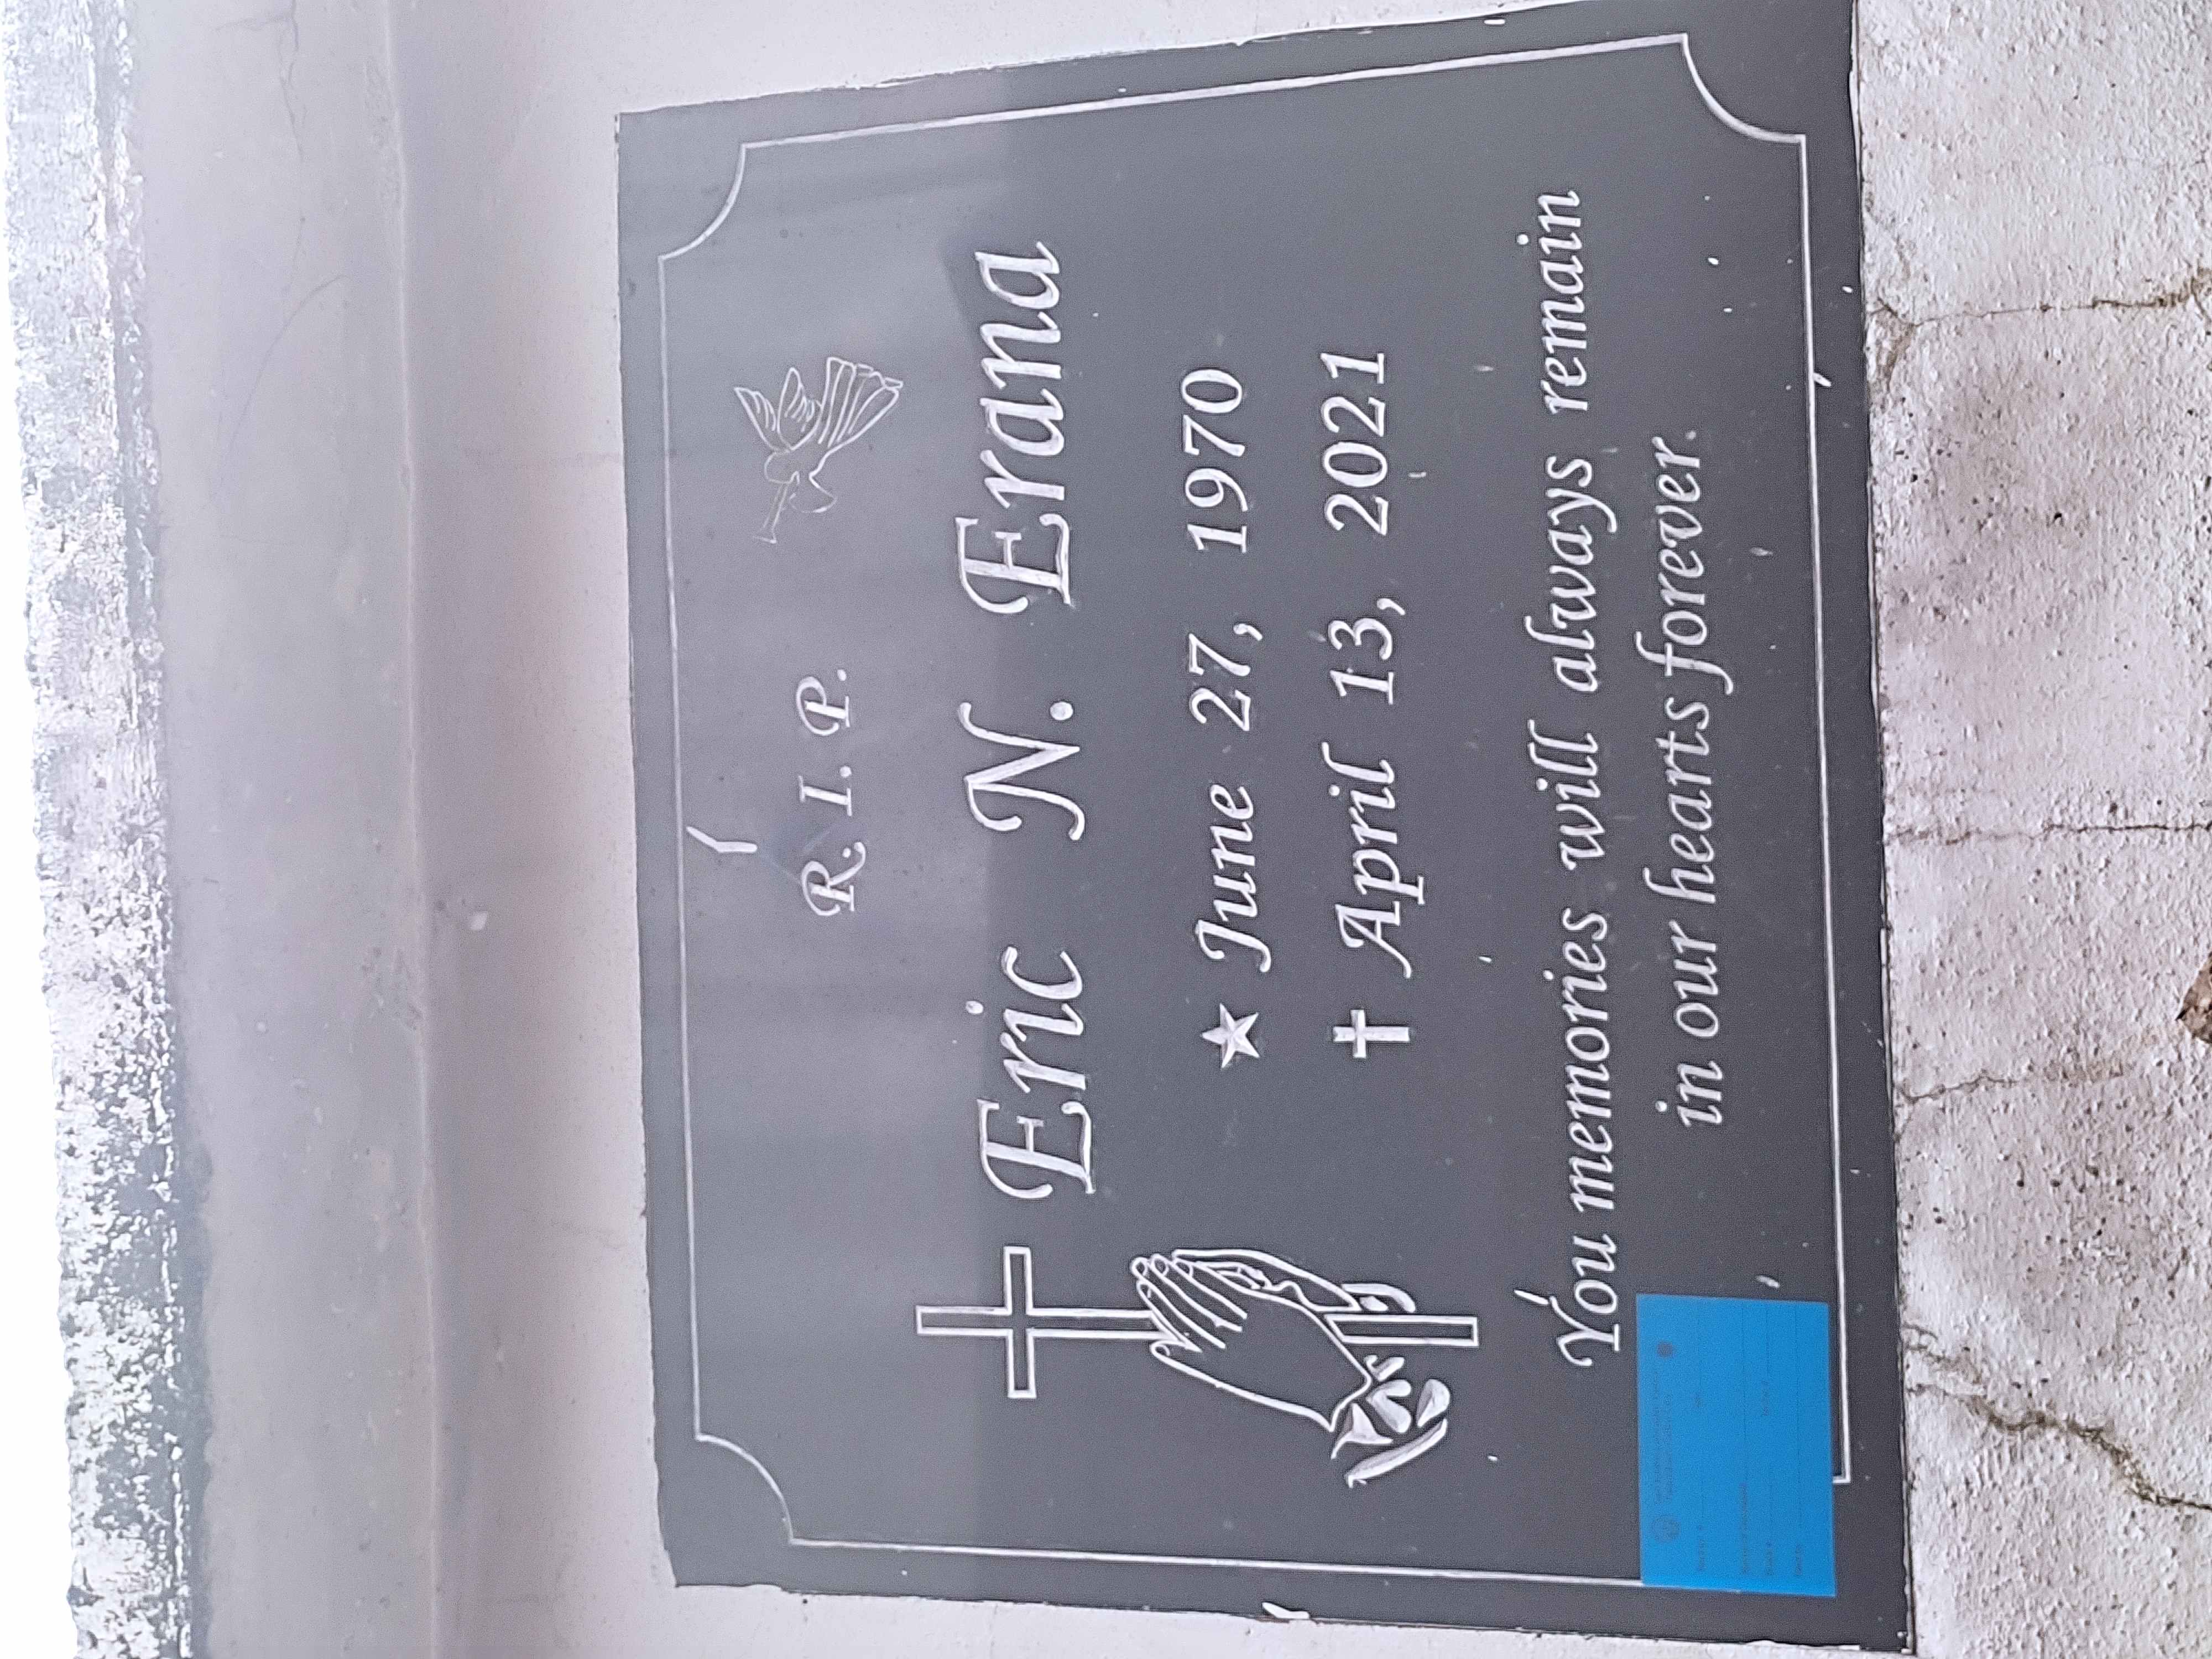 R. I. P.
Eric N. Erana
June 27, 1970
April 13, 2021
You memories will always remain
in our hearts forever.